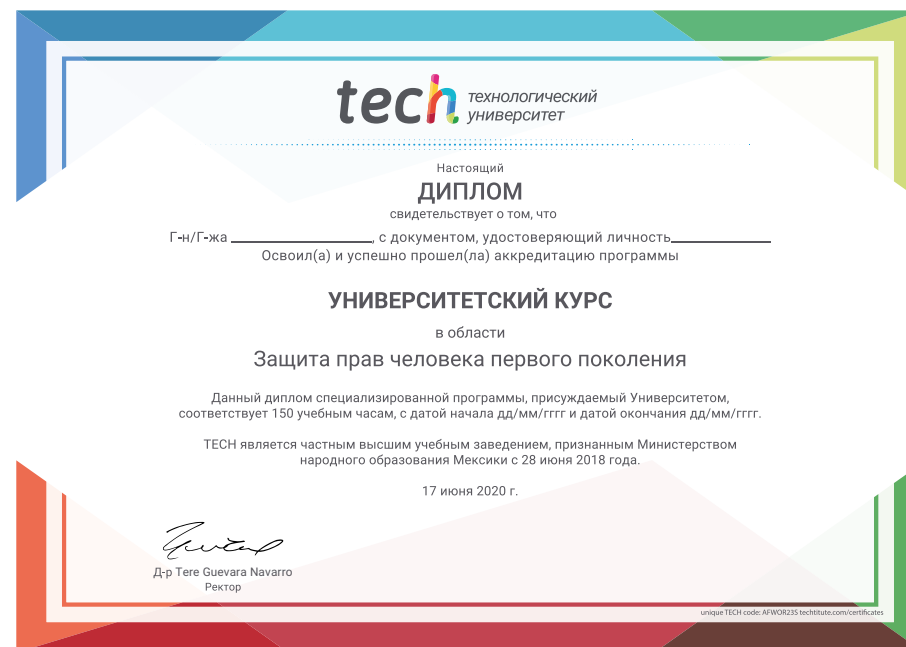 tech технологический
университет
Настоящий
ДИПЛОМ
свидетельствует о том, что
Г-н/Г-жа , с документом, удостоверяющий личность
Освоил(а) и успешно прошел(ла) аккредитацию программы
УНИВЕРСИТЕТСКИЙ КУРС
в области
Защита прав человека первого поколения
Данный диплом специализированной программы, присуждаемый Университетом,
соответствует 150 учебным часам, с датой начала дд/мм/гггг и датой окончания дд/мм/гггг.
TECH является частным высшим учебным заведением, признанным Министерством
народного образования Мексики с 28 июня 2018 года.
17 июня 2020 г.
Д-р Tere Guevara Navarro
Ректор
unique TECH code: AFWOR23S techtitute.com/certificates